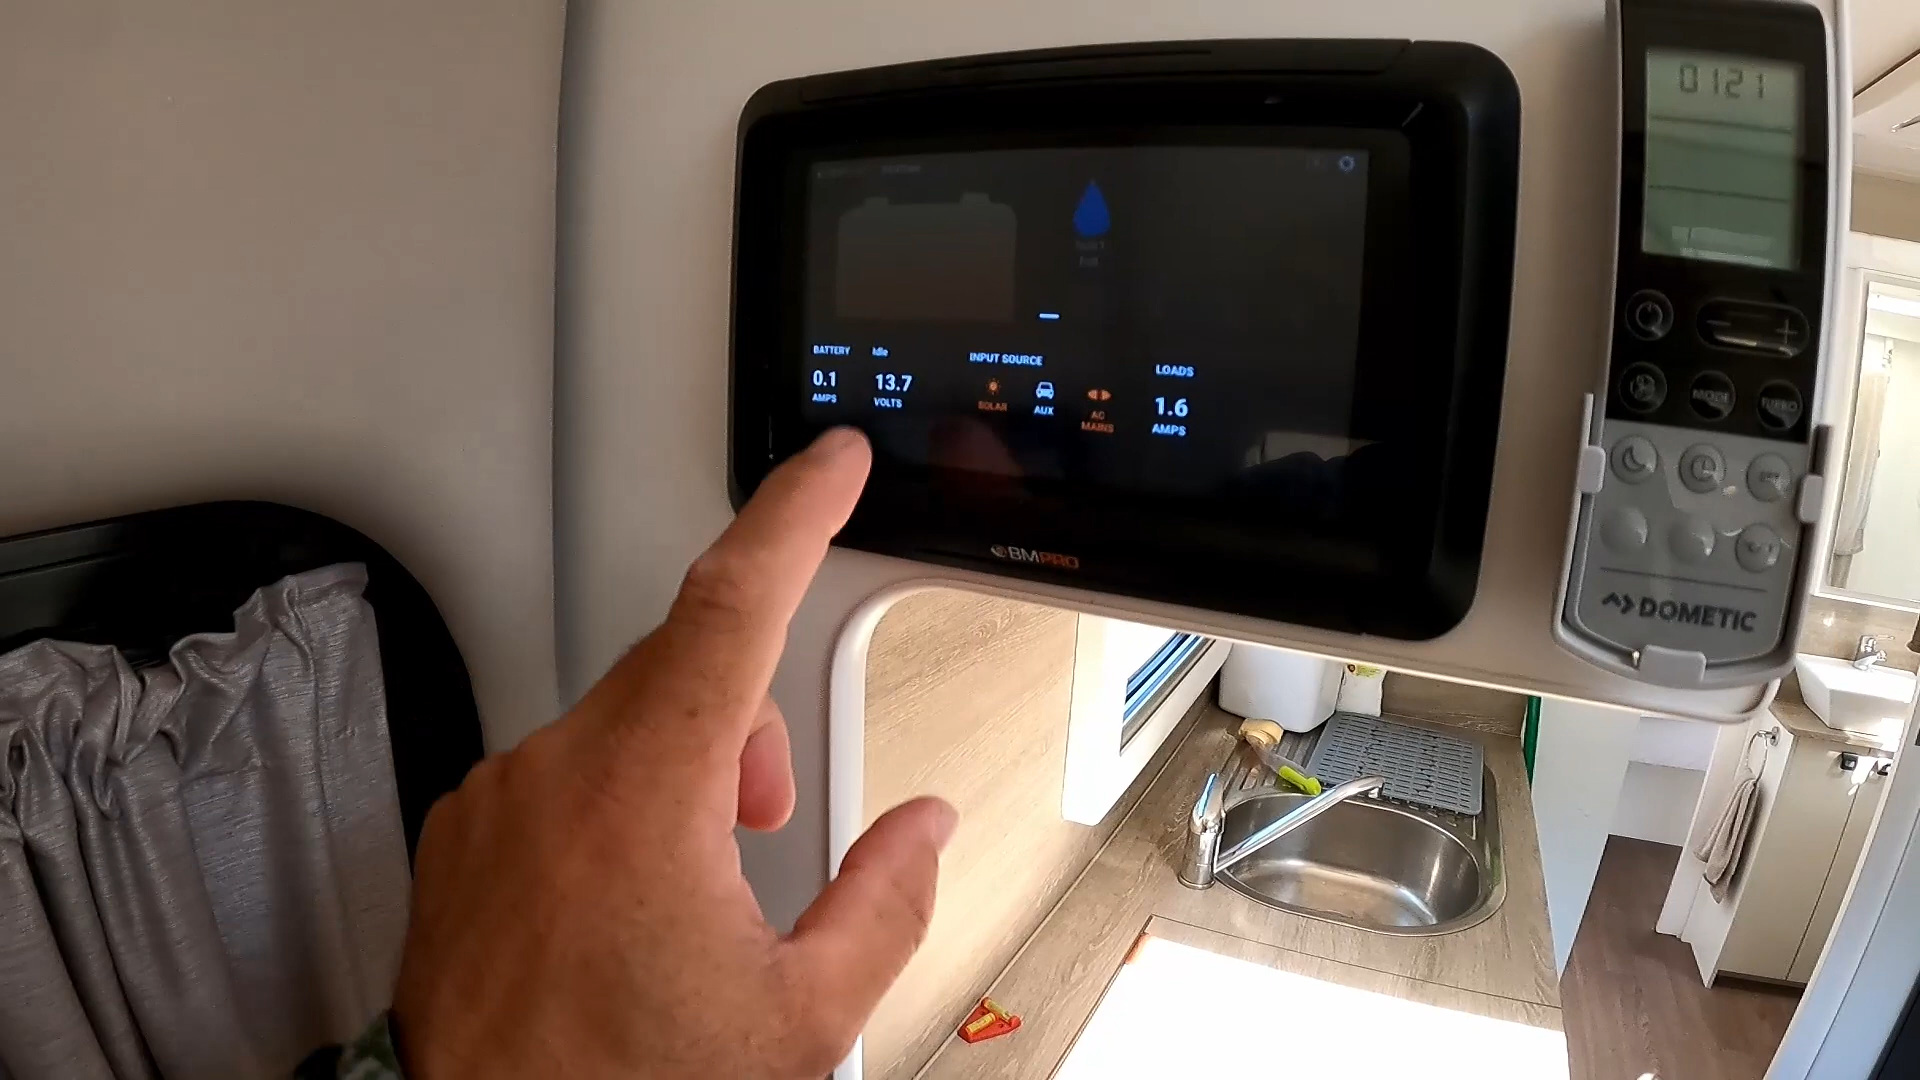 BATTERY Idle
0.1 13.7
AMPS VOLTS
INPUT SOURCE
SOLAR AUX AC
MAINS
LOADS
1.6
AMPS
BMPRO
0121
MODE TURBO
DOMETIC